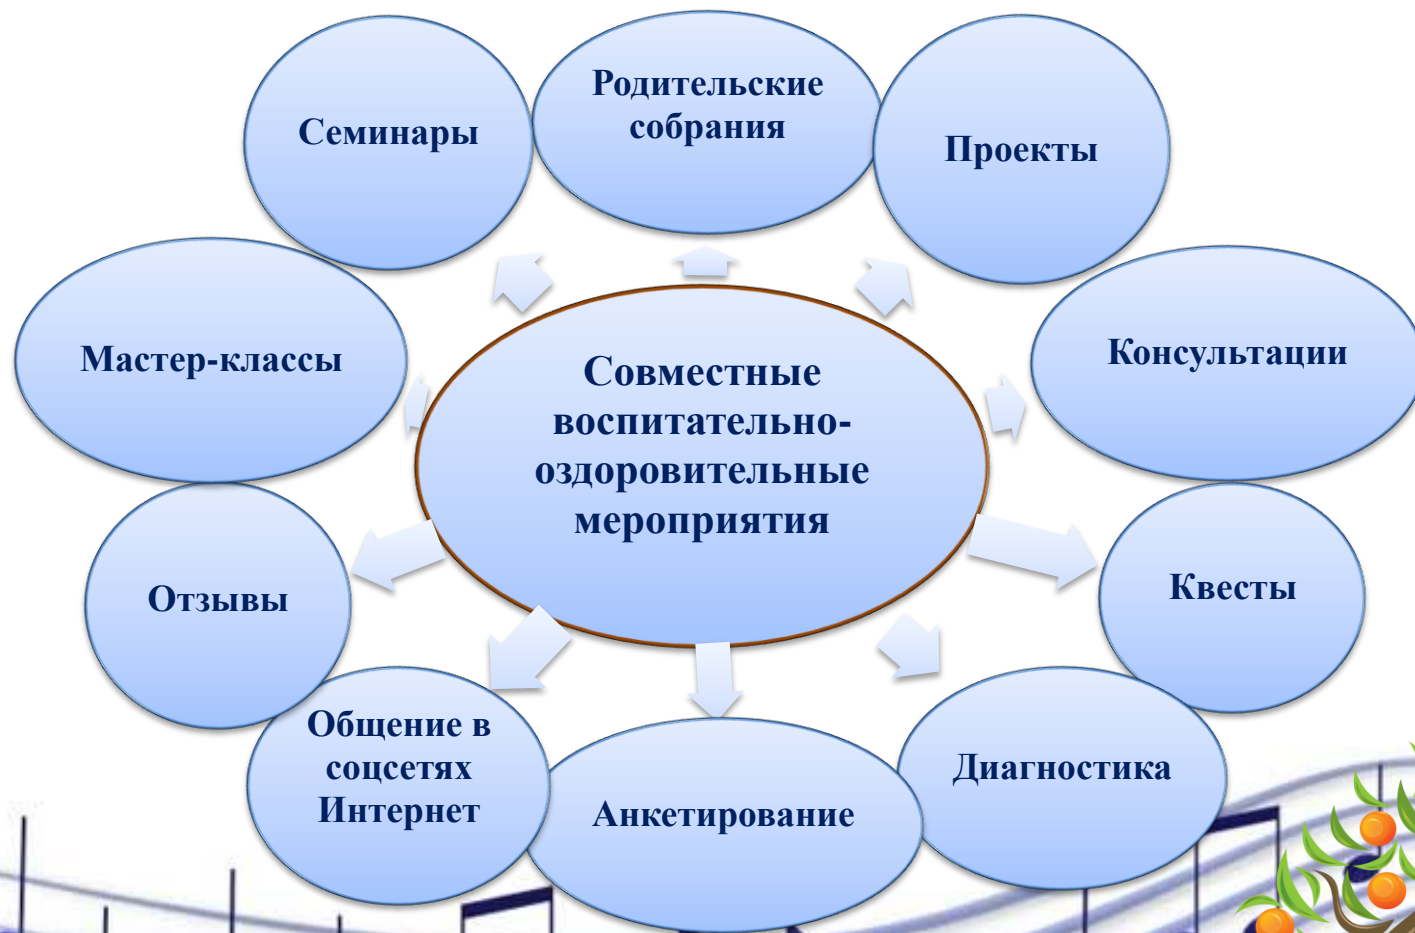 Родительские
собрания
Семинары
Проекты
Мастер-классы
Консультации
Совместные
воспитательно-
оздоровительные
мероприятия
Отзывы
Квесты
Общение в
соцсетях
Интернет
Анкетирование
Диагностика